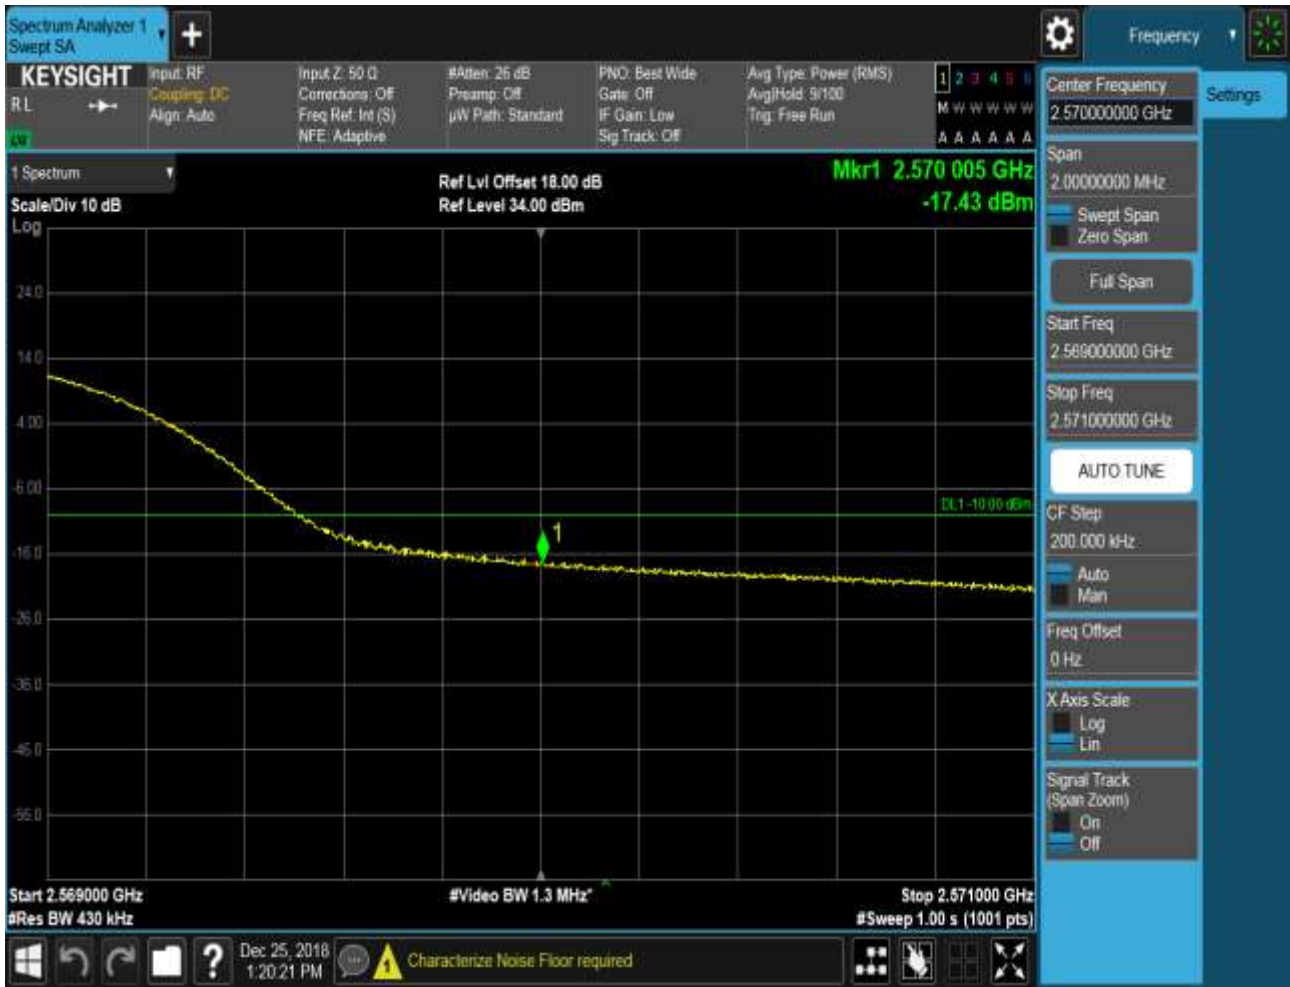 Spectrum Analyzer 1
Swept SA
Frequency
KEYSIGHT
R L
Input: RF
Coupling: DC
Align: Auto
Input Z: 50 Ω
Corrections: Off
Freq Ref: Int (S)
NFE: Adaptive
#Atten: 26 dB
Preamp: Off
µW Path: Standard
PNO: Best Wide
Gate: Off
IF Gain: Low
Sig Track: Off
Avg Type: Power (RMS)
Avg|Hold: 9/100
Trig: Free Run
1 2 3 4 5 6
M W W W W W
A A A A A A
1 Spectrum
Scale/Div 10 dB
Log
Ref Lvl Offset 18.00 dB
Ref Level 34.00 dBm
Mkr1 2.570 005 GHz
-17.43 dBm
24.0
14.0
4.00
-6.00
-16.0
-26.0
-36.0
-46.0
-56.0
DL1 -10.00 dBm
1
Start 2.569000 GHz
#Res BW 430 kHz
#Video BW 1.3 MHz*
Stop 2.571000 GHz
#Sweep 1.00 s (1001 pts)
Dec 25, 2018
1:20:21 PM
Characterize Noise Floor required
Center Frequency
2.570000000 GHz
Settings
Span
2.00000000 MHz
Swept Span
Zero Span
Full Span
Start Freq
2.569000000 GHz
Stop Freq
2.571000000 GHz
AUTO TUNE
CF Step
200.000 kHz
Auto
Man
Freq Offset
0 Hz
X Axis Scale
Log
Lin
Signal Track
(Span Zoom)
On
Off